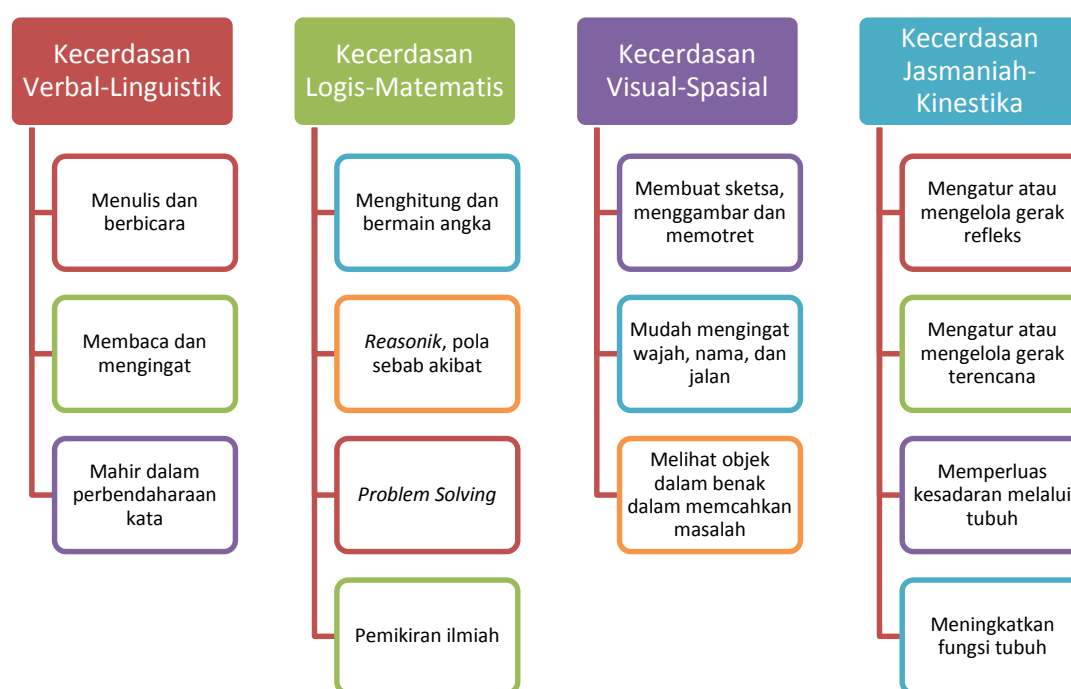 Kecerdasan
Verbal-Linguistik
Menulis dan
berbicara
Membaca dan
mengingat
Mahir dalam
perbendaharaan
kata
Kecerdasan
Logis-Matematis
Menghitung dan
bermain angka
Reasonik, pola
sebab akibat
Problem Solving
Pemikiran ilmiah
Kecerdasan
Visual-Spasial
Membuat sketsa,
menggambar dan
memotret
Mudah mengingat
wajah, nama, dan
jalan
Melihat objek
dalam benak
dalam memcahkan
masalah
Kecerdasan
Jasmaniah-
Kinestika
Mengatur atau
mengelola gerak
refleks
Mengatur atau
mengelola gerak
terencana
Memperluas
kesadaran melalui
tubuh
Meningkatkan
fungsi tubuh